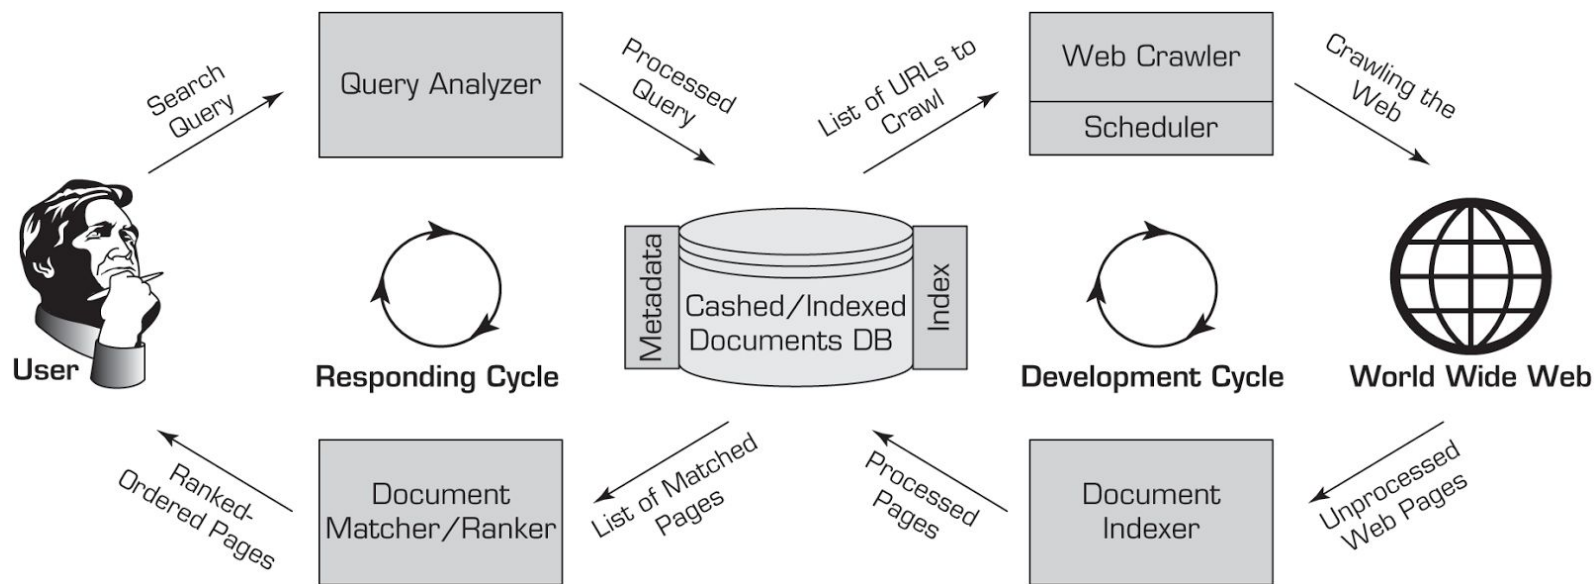 Search
Query
Query Analyzer
Processed
Query
List of URLs to
Crawl
Web Crawler
Scheduler
Crawling the
Web
User
Responding Cycle
Metadata
Cashed/Indexed
Documents DB
Index
Development Cycle
World Wide Web
Ranked-
Ordered Pages
Document
Matcher/Ranker
List of Matched
Pages
Processed
Pages
Document
Indexer
Unprocessed
Web Pages